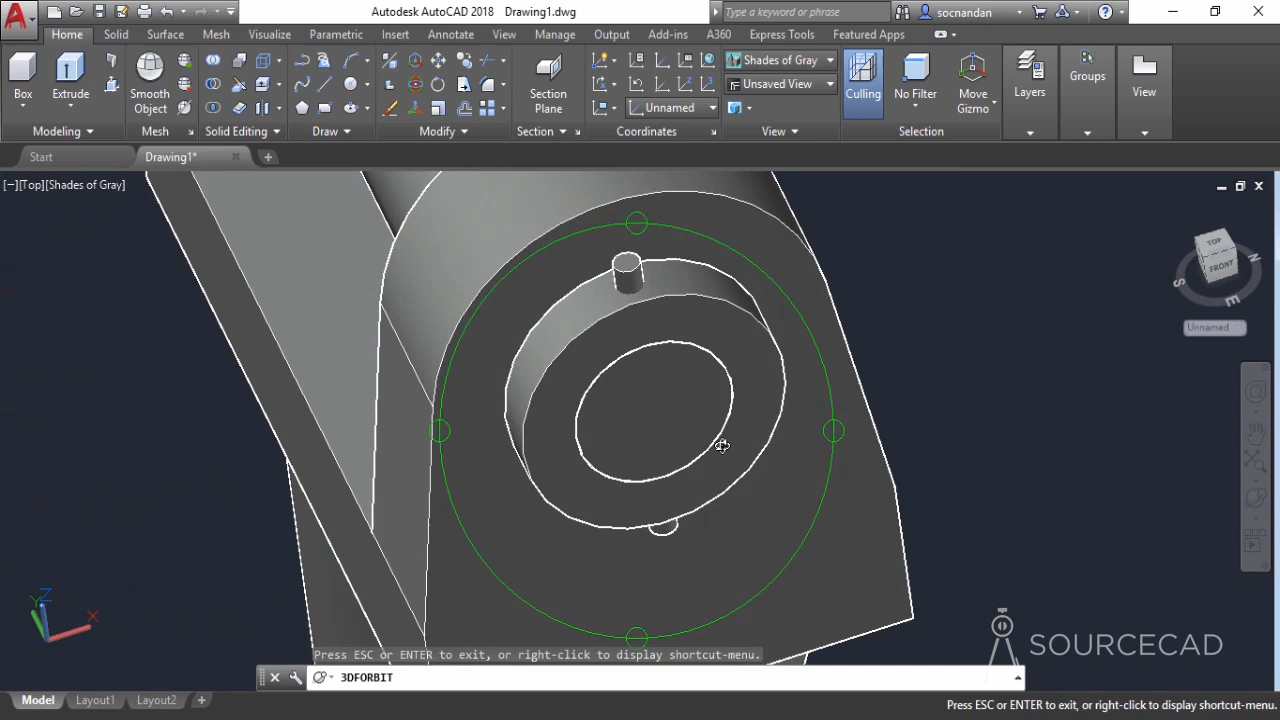 Autodesk AutoCAD 2018 Drawing1.dwg
Type a keyword or phrase
socnandan
Home Solid Surface Mesh Visualize Parametric Insert Annotate View Manage Output Add-ins A360 Express Tools Featured Apps
Box
Extrude
Smooth
Object
Section
Plane
Shades of Gray
Unsaved View
Unnamed
Culling
No Filter
Move
Gizmo
Layers
Groups
View
Modeling Mesh Solid Editing Draw Modify Section Coordinates View Selection
Start Drawing1* +
[−][Top][Shades of Gray]
TOP
FRONT
S
N
E
Unnamed
Z
Y
X
SOURCECAD
Press ESC or ENTER to exit, or right-click to display shortcut-menu.
3DFORBIT
Model Layout1 Layout2 +
Press ESC or ENTER to exit, or right-click to display shortcut-menu.